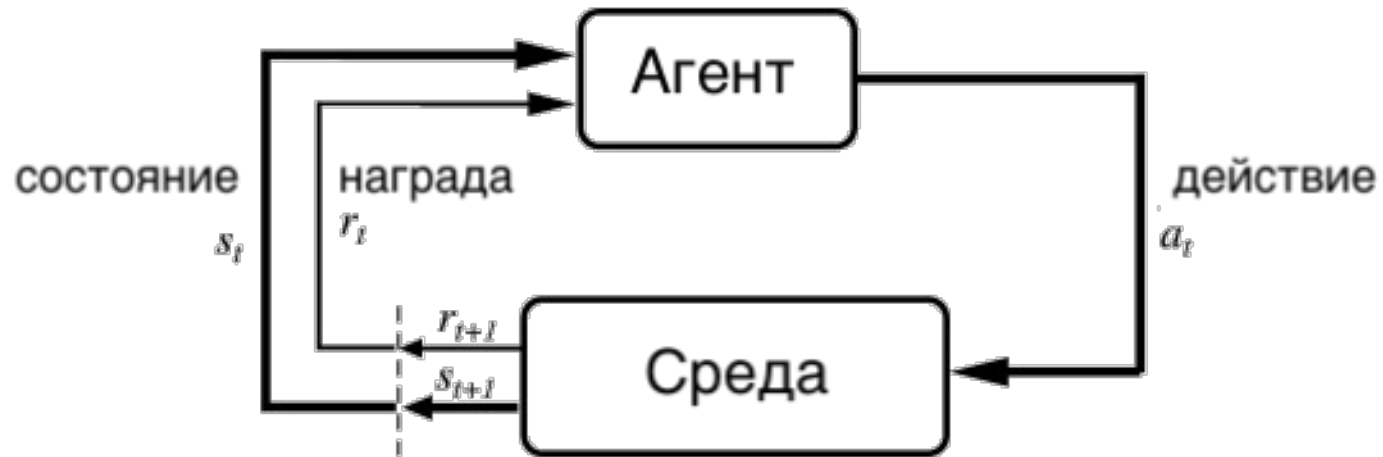 Агент
состояние
награда
действие
s_t
r_t
a_t
r_{t+1}
s_{t+1}
Среда